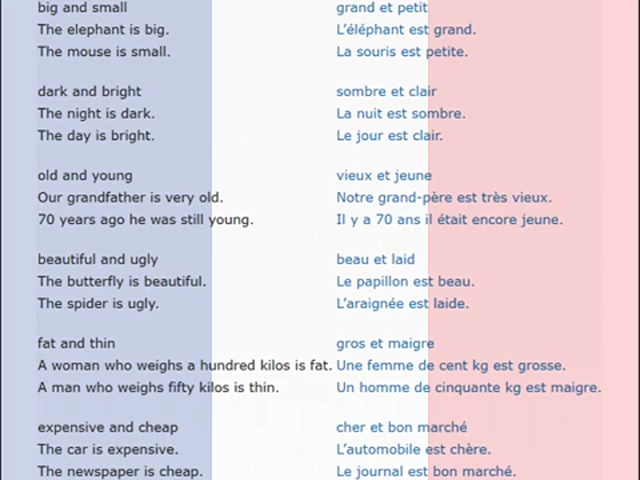 big and small grand et petit
The elephant is big. L'éléphant est grand.
The mouse is small. La souris est petite.
dark and bright sombre et clair
The night is dark. La nuit est sombre.
The day is bright. Le jour est clair.
old and young vieux et jeune
Our grandfather is very old. Notre grand-père est très vieux.
70 years ago he was still young. Il y a 70 ans il était encore jeune.
beautiful and ugly beau et laid
The butterfly is beautiful. Le papillon est beau.
The spider is ugly. L'araignée est laide.
fat and thin gros et maigre
A woman who weighs a hundred kilos is fat. Une femme de cent kg est grosse.
A man who weighs fifty kilos is thin. Un homme de cinquante kg est maigre.
expensive and cheap cher et bon marché
The car is expensive. L'automobile est chère.
The newspaper is cheap. Le journal est bon marché.